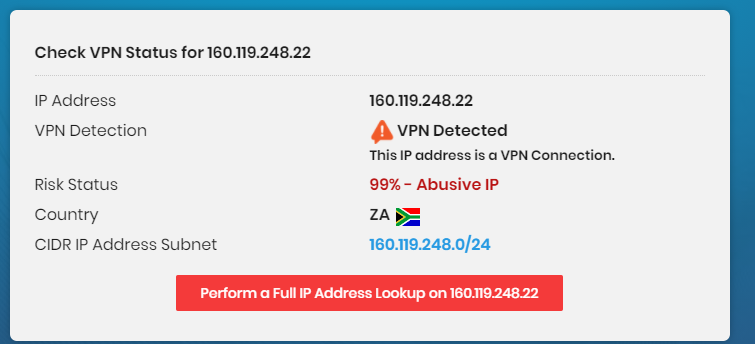 Check VPN Status for 160.119.248.22
IP Address 160.119.248.22
VPN Detection VPN Detected
This IP address is a VPN Connection.
Risk Status 99% - Abusive IP
Country ZA
CIDR IP Address Subnet 160.119.248.0/24
Perform a Full IP Address Lookup on 160.119.248.22